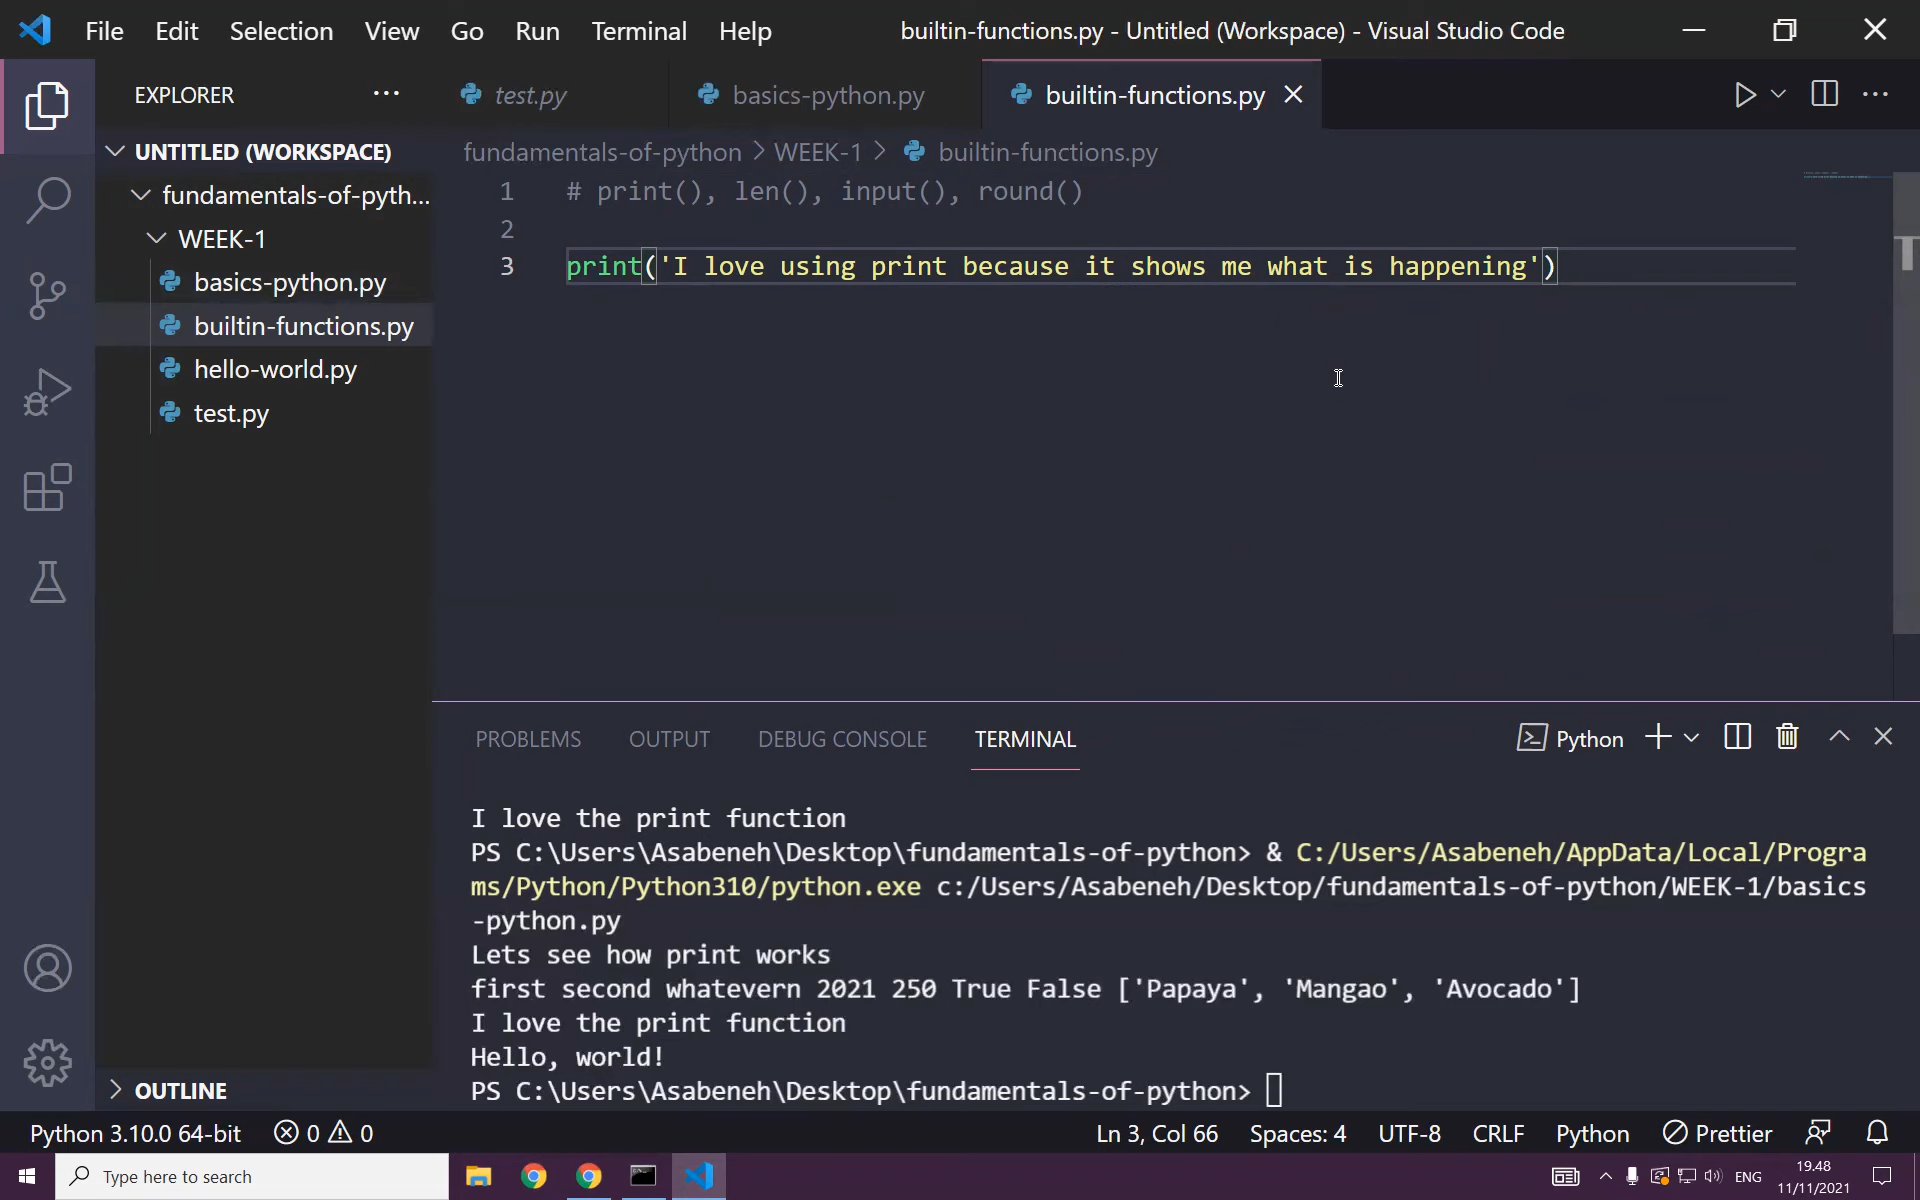 File Edit Selection View Go Run Terminal Help builtin-functions.py - Untitled (Workspace) - Visual Studio Code
EXPLORER ··· test.py basics-python.py builtin-functions.py
UNTITLED (WORKSPACE)
fundamentals-of-pyth...
WEEK-1
basics-python.py
builtin-functions.py
hello-world.py
test.py
OUTLINE
fundamentals-of-python > WEEK-1 > builtin-functions.py
1 # print(), len(), input(), round()
2
3 print('I love using print because it shows me what is happening')
PROBLEMS OUTPUT DEBUG CONSOLE TERMINAL Python
I love the print function
PS C:\Users\Asabeneh\Desktop\fundamentals-of-python> & C:/Users/Asabeneh/AppData/Local/Progra
ms/Python/Python310/python.exe c:/Users/Asabeneh/Desktop/fundamentals-of-python/WEEK-1/basics
-python.py
Lets see how print works
first second whatevern 2021 250 True False ['Papaya', 'Mangao', 'Avocado']
I love the print function
Hello, world!
PS C:\Users\Asabeneh\Desktop\fundamentals-of-python>
Python 3.10.0 64-bit 0 0 Ln 3, Col 66 Spaces: 4 UTF-8 CRLF Python Prettier
Type here to search ENG 19.48
11/11/2021